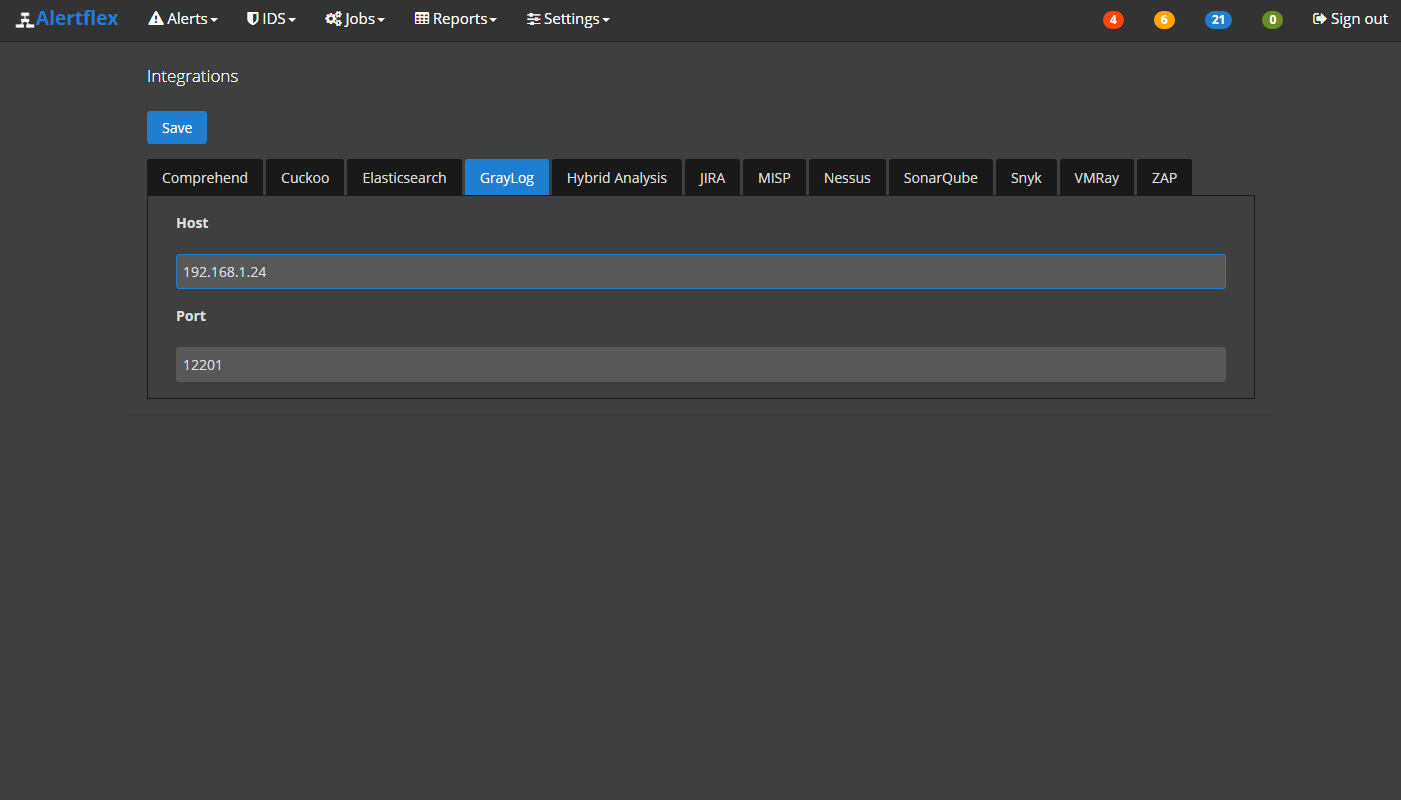 Alertflex Alerts IDS Jobs Reports Settings 4 6 21 0 Sign out
Integrations
Save
Comprehend Cuckoo Elasticsearch GrayLog Hybrid Analysis JIRA MISP Nessus SonarQube Snyk VMRay ZAP
Host
192.168.1.24
Port
12201